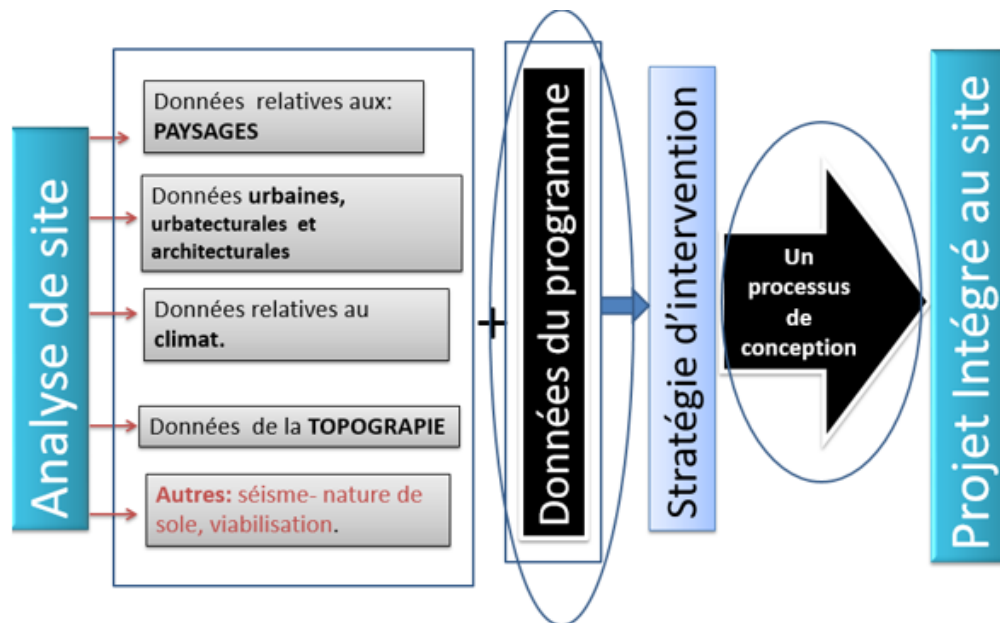 Analyse de site
Données relatives aux:
PAYSAGES
Données urbaines,
urbatecturales et
architecturales
Données relatives au
climat.
Données de la TOPOGRAPIE
Autres: séisme- nature de
sole, viabilisation.
+
Données du programme
Stratégie d'intervention
Un
processus
de
conception
Projet Intégré au site